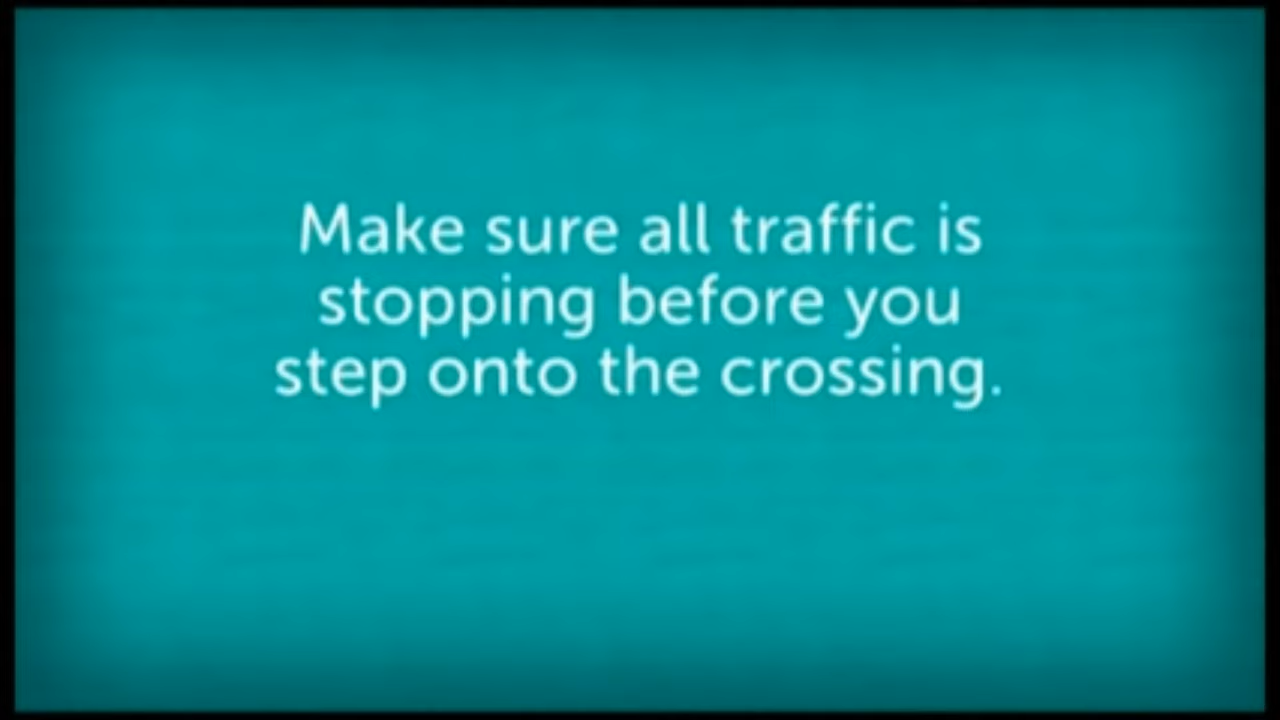 Make sure all traffic is
stopping before you
step onto the crossing.